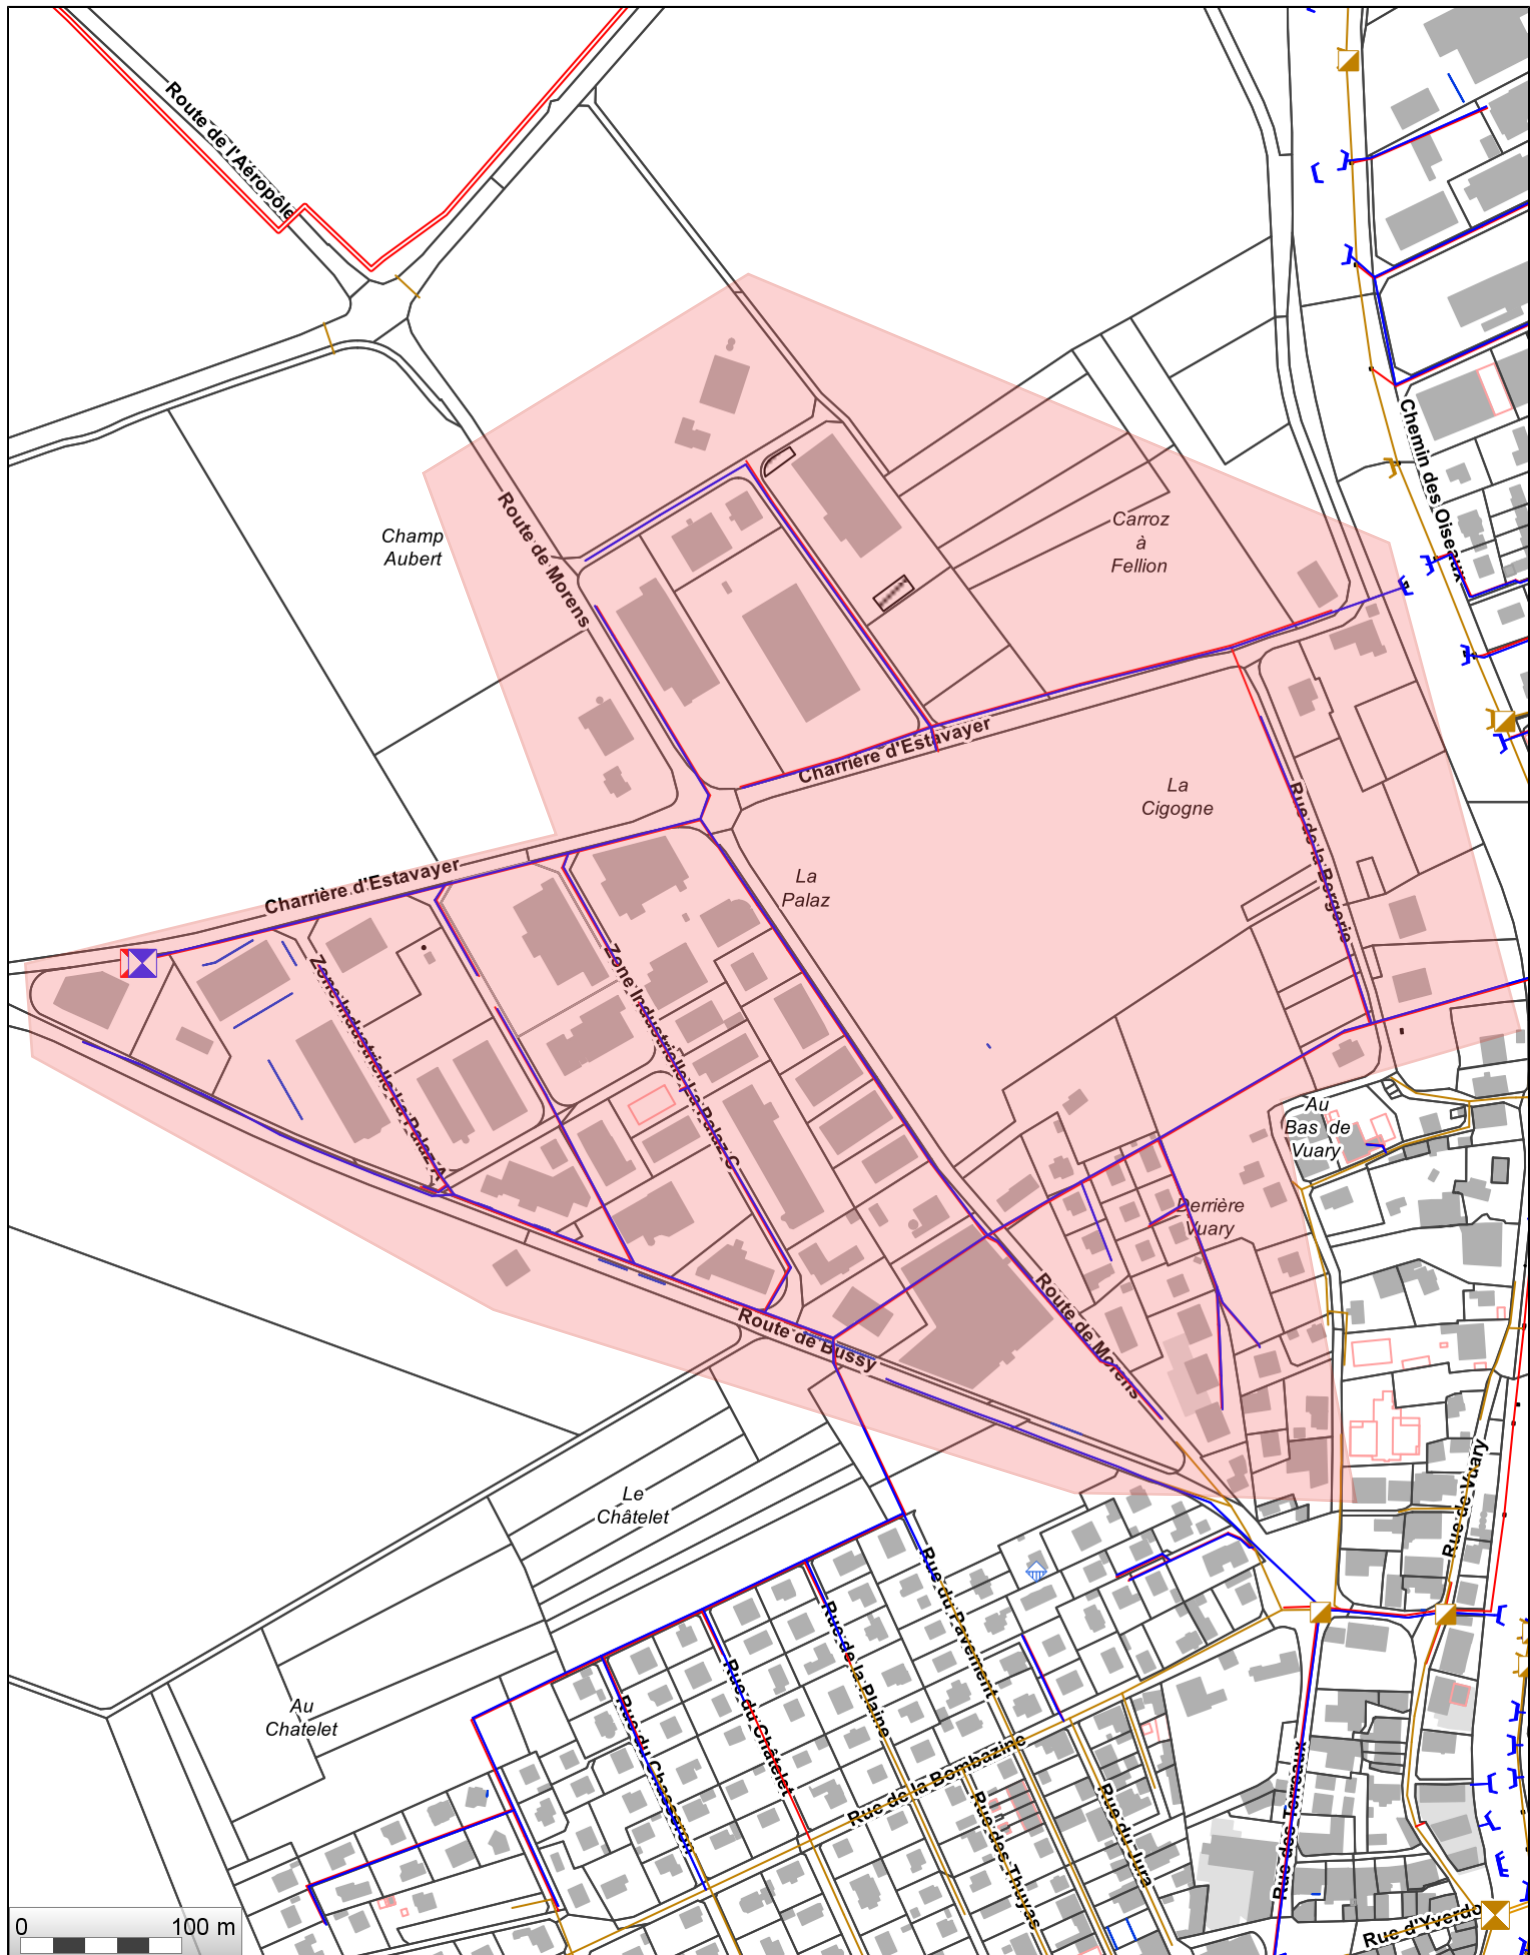 Route de l'Aéropôle
Chemin des Oiseaux
Route de Morens
Champ
Aubert
Carroz
à
Fellion
Charrière d'Estavayer
La
Cigogne
Rue de la Bergerie
Charrière d'Estavayer
La
Palaz
Zone Industrielle La Palaz A
Zone Industrielle La Palaz C
Au
Bas de
Vuary
Derrière
Vuary
Route de Morens
Route de Bussy
Rue de Vuary
Le
Châtelet
Rue du Pavement
Rue de la Plaine
Rue du Châtelet
Rue du Chasseron
Au
Chatelet
Rue de la Bombazine
Rue des Thuyas
Rue du Jura
Rue des Terreaux
Rue d'Yverdo
0 100 m